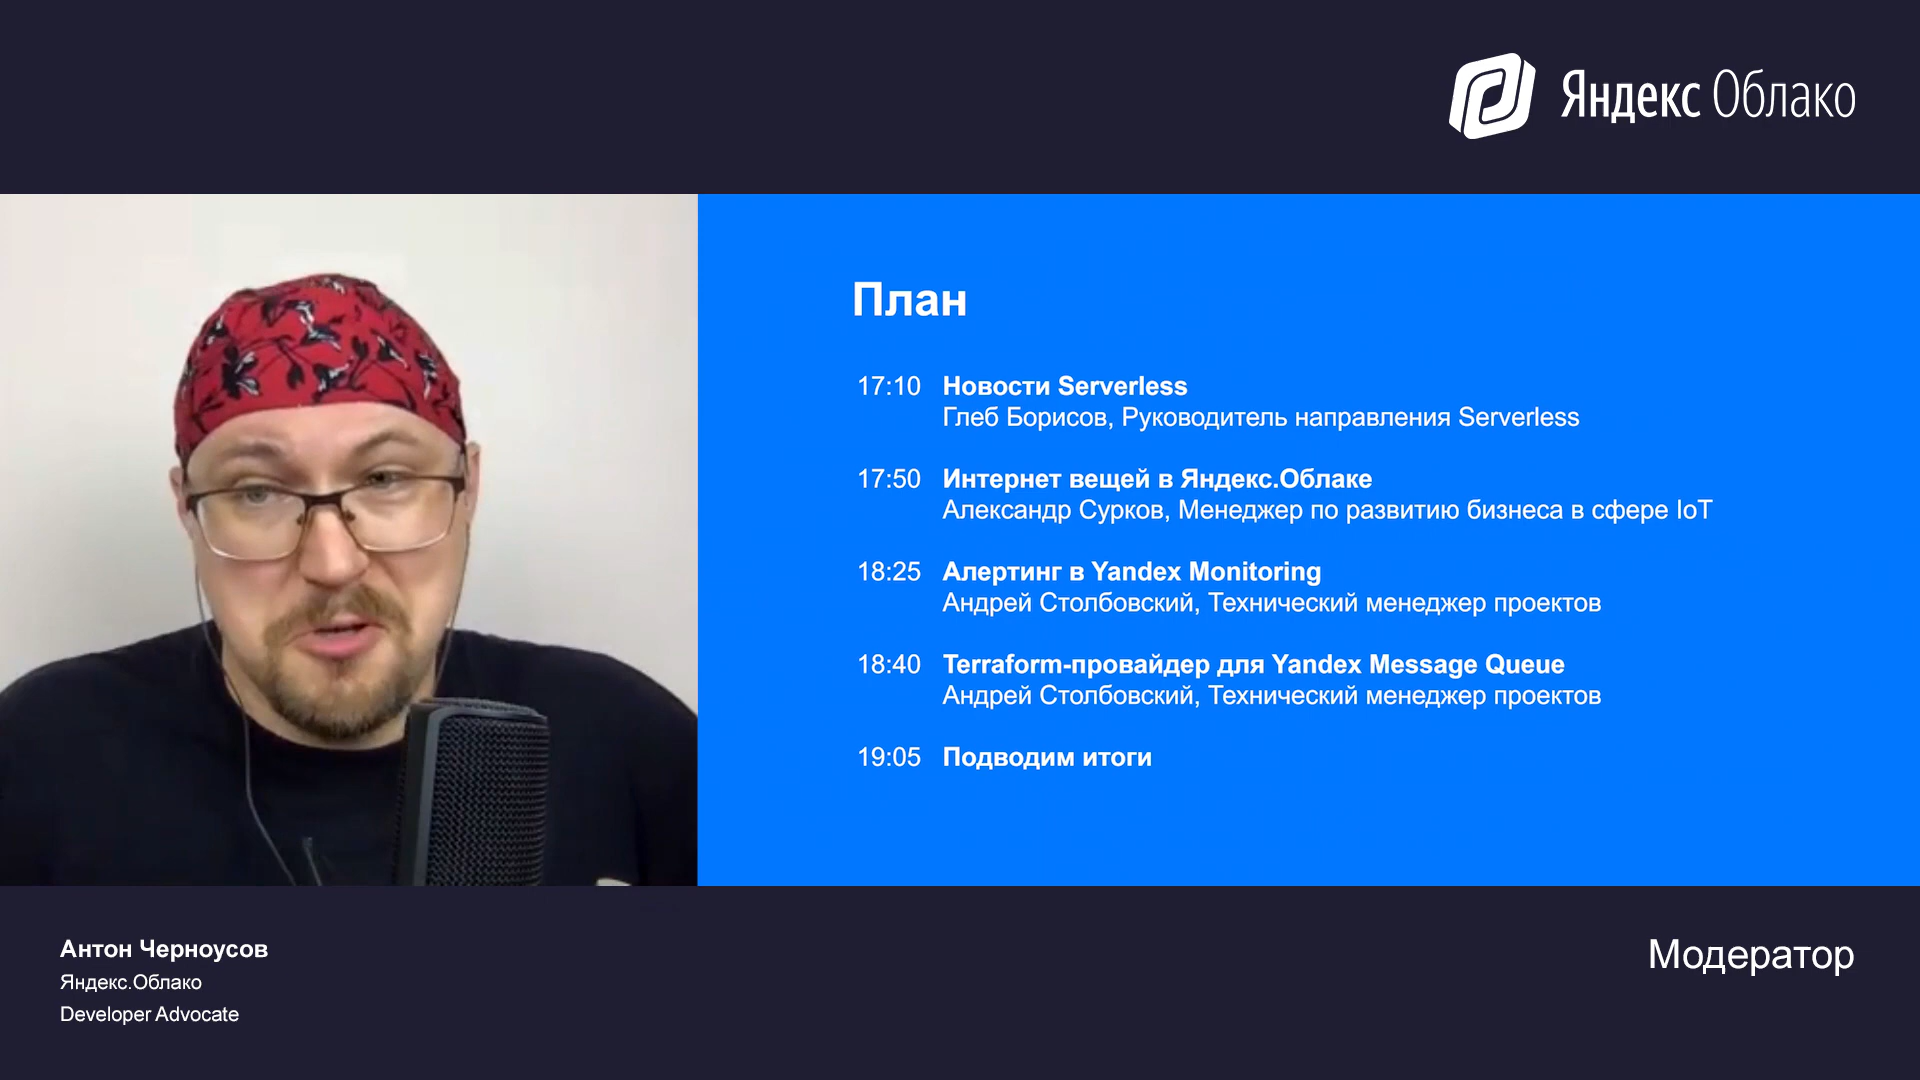 Яндекс Облако
План
17:10 Новости Serverless
Глеб Борисов, Руководитель направления Serverless
17:50 Интернет вещей в Яндекс.Облаке
Александр Сурков, Менеджер по развитию бизнеса в сфере IoT
18:25 Алертинг в Yandex Monitoring
Андрей Столбовский, Технический менеджер проектов
18:40 Terraform-провайдер для Yandex Message Queue
Андрей Столбовский, Технический менеджер проектов
19:05 Подводим итоги
Антон Черноусов
Яндекс.Облако
Developer Advocate
Модератор